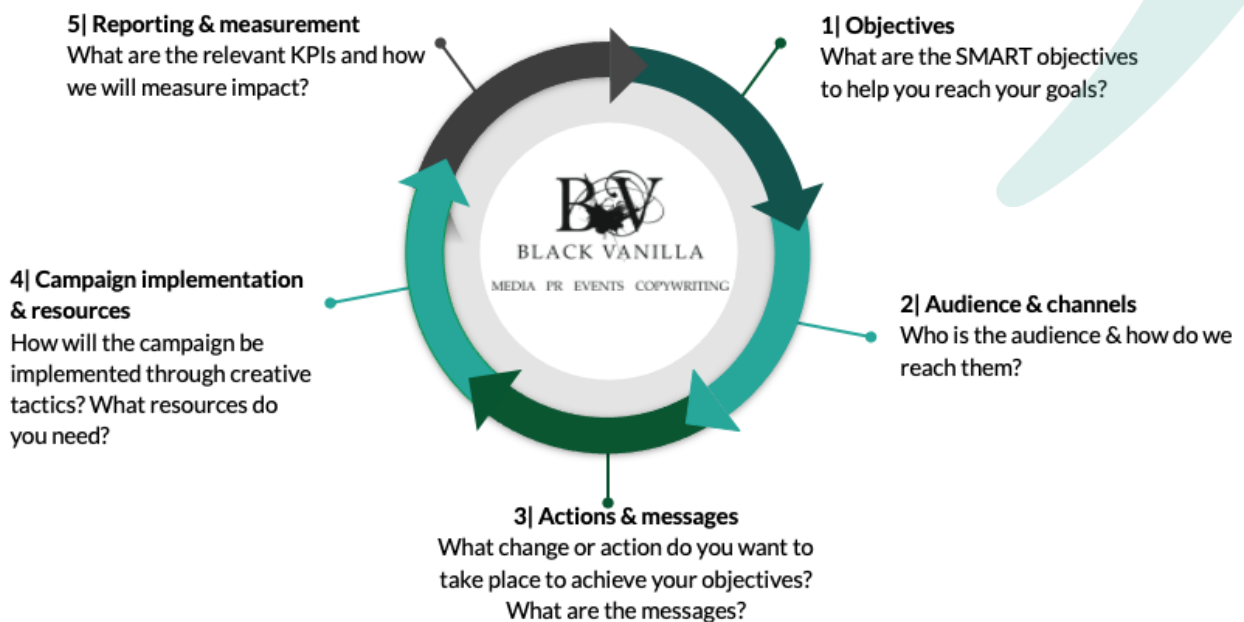 5| Reporting & measurement
What are the relevant KPIs and how
we will measure impact?
1| Objectives
What are the SMART objectives
to help you reach your goals?
BV
BLACK VANILLA
MEDIA PR EVENTS COPYWRITING
4| Campaign implementation
& resources
How will the campaign be
implemented through creative
tactics? What resources do
you need?
2| Audience & channels
Who is the audience & how do we
reach them?
3| Actions & messages
What change or action do you want to
take place to achieve your objectives?
What are the messages?